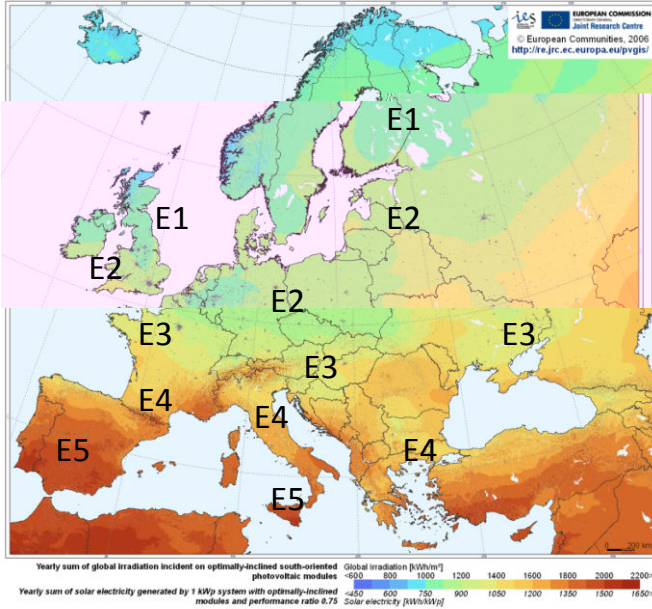 ies
EUROPEAN COMMISSION
DIRECTORATE-GENERAL
Joint Research Centre
© European Communities, 2006
http://re.jrc.ec.europa.eu/pvgis/
E1
E1
E2
E2
E2
E3
E3
E3
E4
E4
E4
E5
E5
0 200 km
Yearly sum of global irradiation incident on optimally-inclined south-oriented
photovoltaic modules
Global irradiation [kWh/m²]
<600 800 1000 1200 1400 1600 1800 2000 2200>
<450 600 750 900 1050 1200 1350 1500 1650>
Yearly sum of solar electricity generated by 1 kWp system with optimally-inclined
modules and performance ratio 0.75
Solar electricity [kWh/kWp]